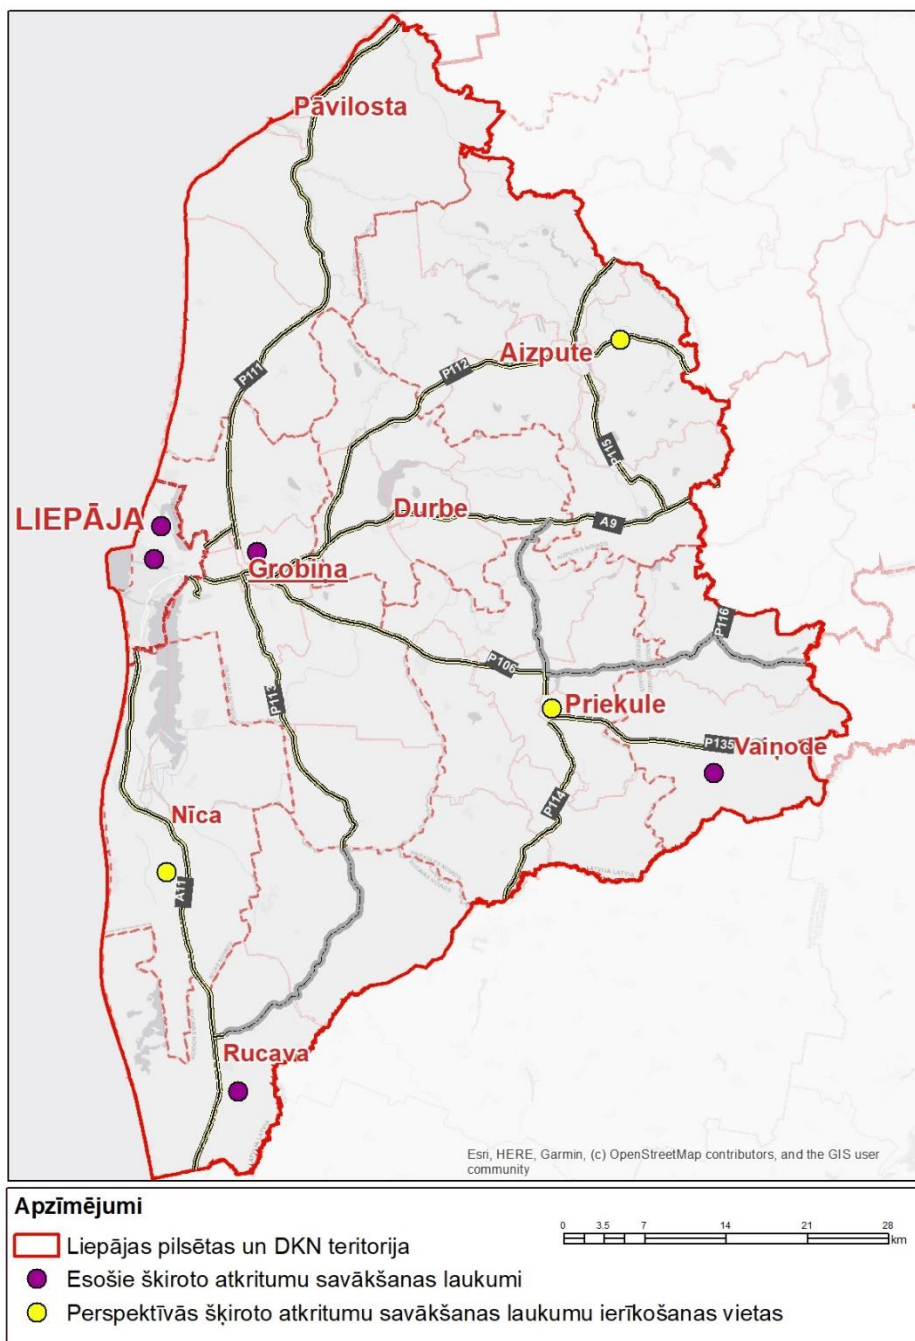 Pāvilosta
Aizpute
P112
P111
P115
Durbe
A9
LIEPĀJA
Grobiņa
P116
P106
P113
Priekule
P135
Vaiņode
P114
Nīca
A11
Rucava
Esri, HERE, Garmin, (c) OpenStreetMap contributors, and the GIS user
community
Apzīmējumi
0 3.5 7 14 21 28
km
Liepājas pilsētas un DKN teritorija
Esošie šķiroto atkritumu savākšanas laukumi
Perspektīvās šķiroto atkritumu savākšanas laukumu ierīkošanas vietas